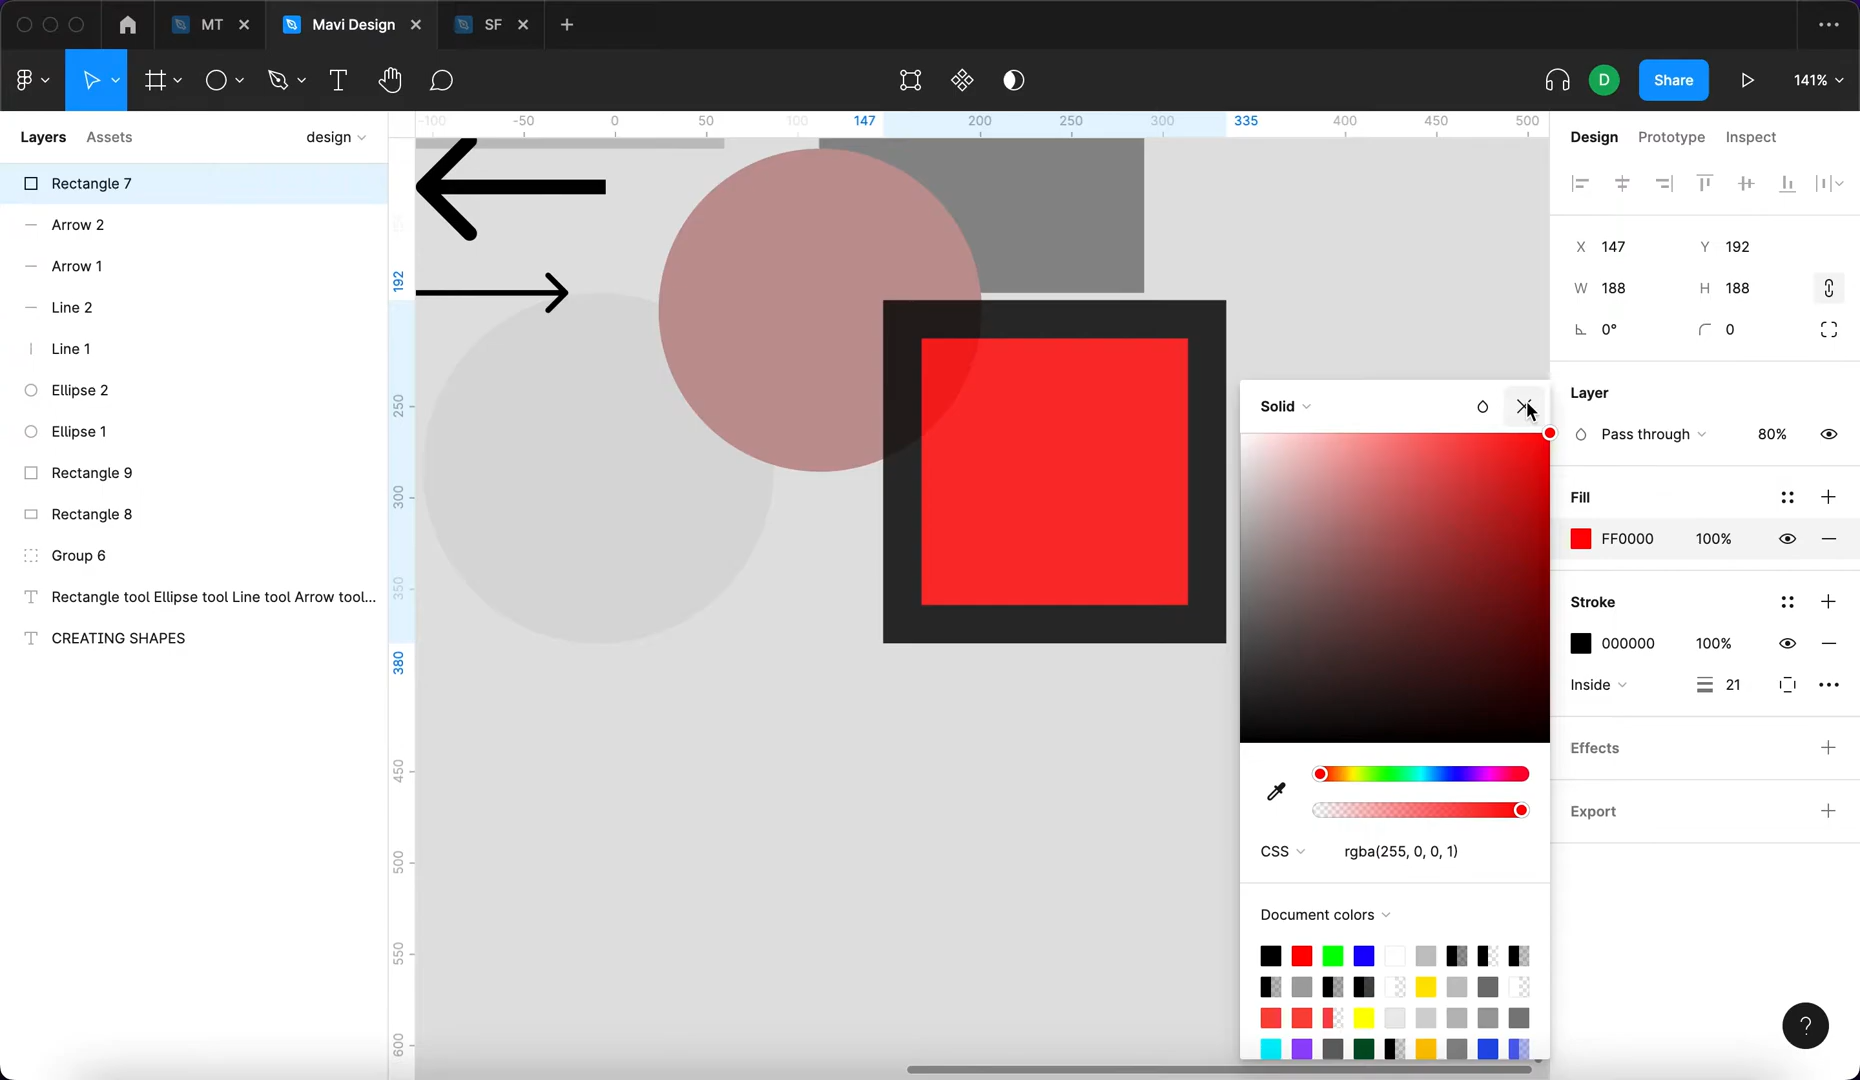 MT
Mavi Design
SF
D
Share
141%
Layers
Assets
design
-100
-50
0
50
100
147
200
250
300
335
400
450
500
Design
Prototype
Inspect
Rectangle 7
Arrow 2
Arrow 1
Line 2
Line 1
Ellipse 2
Ellipse 1
Rectangle 9
Rectangle 8
Group 6
Rectangle tool Ellipse tool Line tool Arrow tool...
CREATING SHAPES
192
250
300
350
380
450
500
550
600
X 147
Y 192
W 188
H 188
0°
0
Layer
Pass through
80%
Fill
FF0000
100%
Stroke
000000
100%
Inside
21
Effects
Export
Solid
CSS
rgba(255, 0, 0, 1)
Document colors
?